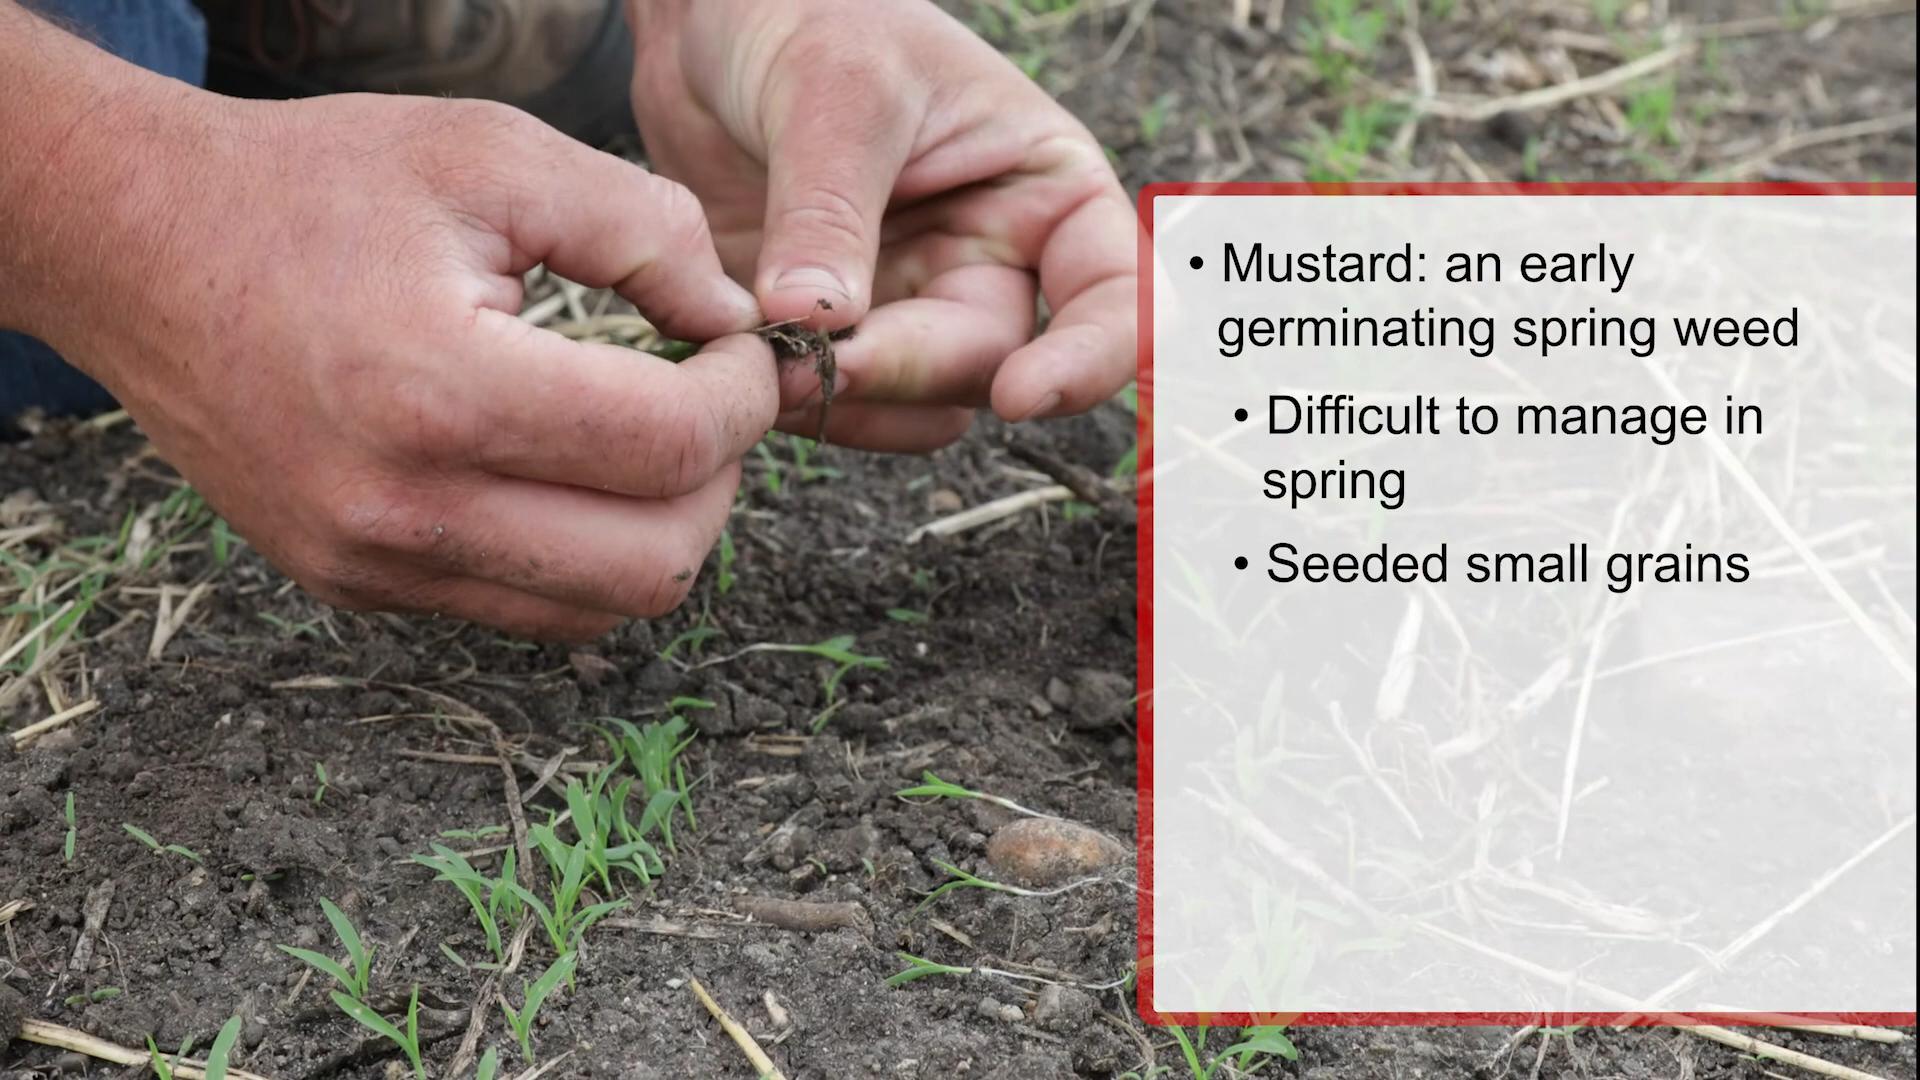 • Mustard: an early
germinating spring weed
• Difficult to manage in
spring
• Seeded small grains